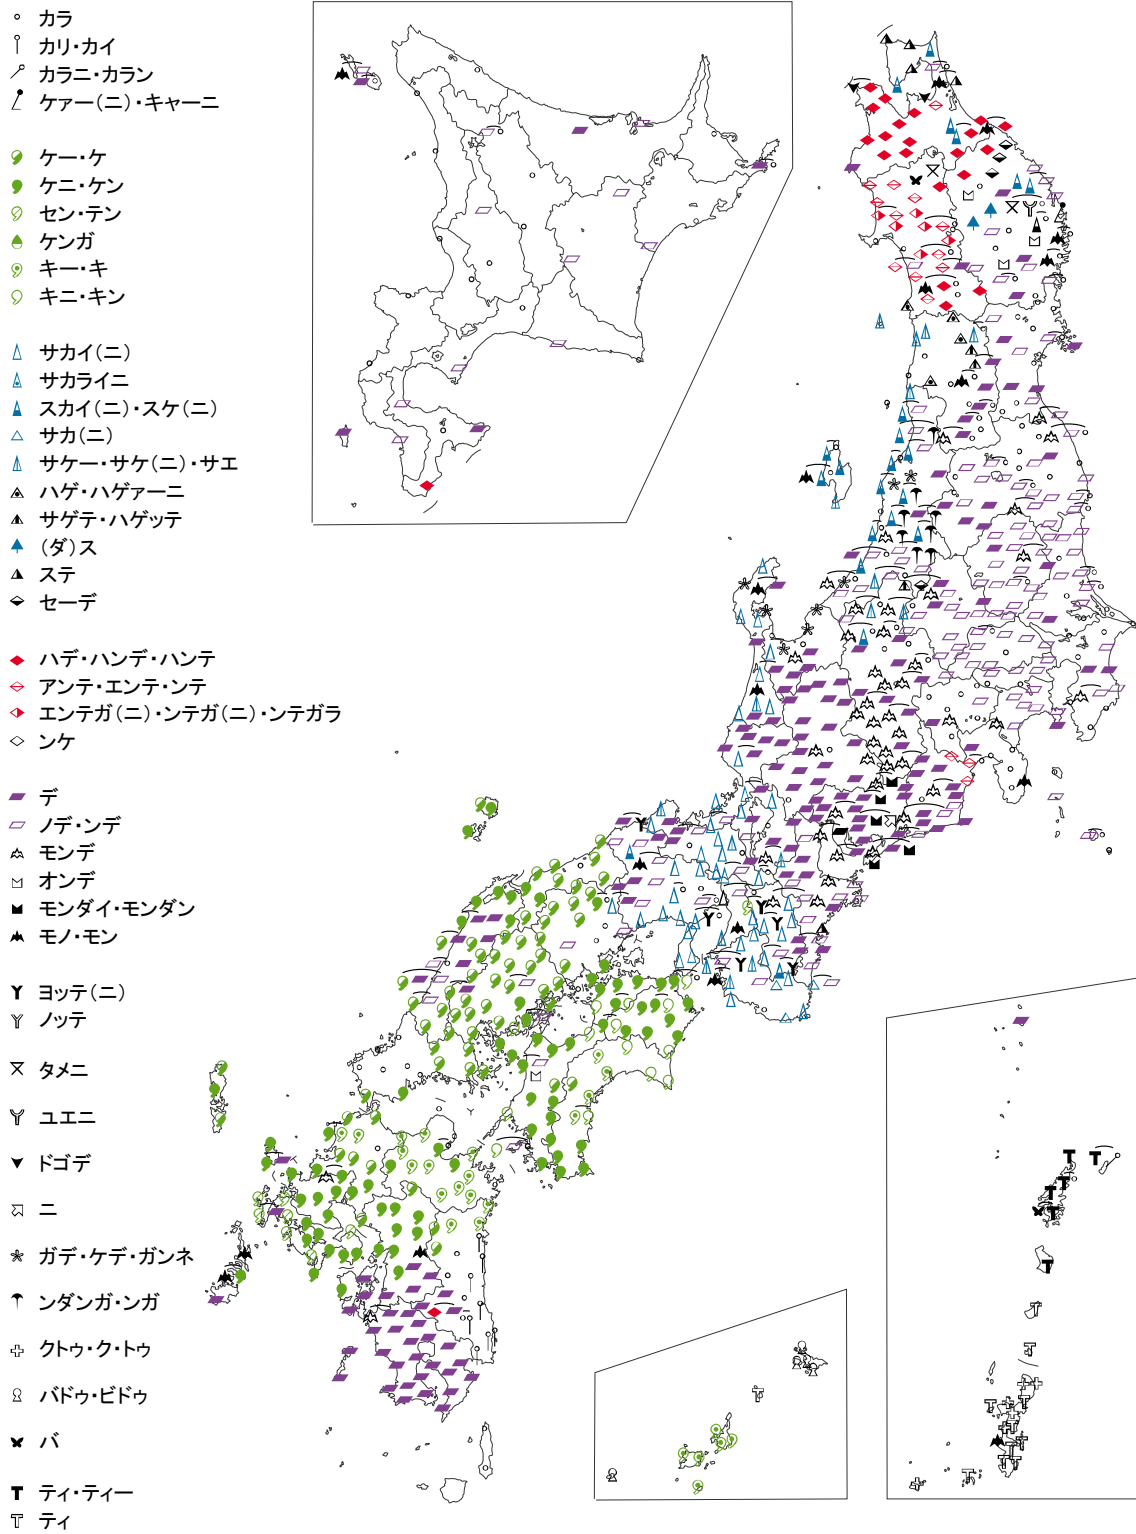 カラ
カリ・カイ
カラニ・カラン
ケァー(ニ)・キャーニ
ケー・ケ
ケニ・ケン
セン・テン
ケンガ
キー・キ
キニ・キン
サカイ(ニ)
サカライニ
スカイ(ニ)・スケ(ニ)
サカ(ニ)
サケー・サケ(ニ)・サエ
ハゲ・ハゲァーニ
サゲテ・ハゲッテ
(ダ)ス
ステ
セーデ
ハデ・ハンデ・ハンテ
アンテ・エンテ・ンテ
エンテガ(ニ)・ンテガ(ニ)・ンテガラ
ンケ
デ
ノデ・ンデ
モンデ
オンデ
モンダイ・モンダン
モノ・モン
ヨッテ(ニ)
ノッテ
タメニ
ユエニ
ドゴデ
ニ
ガデ・ケデ・ガンネ
ンダンガ・ンガ
クトゥ・ク・トゥ
バドゥ・ビドゥ
バ
ティ・ティー
ティ